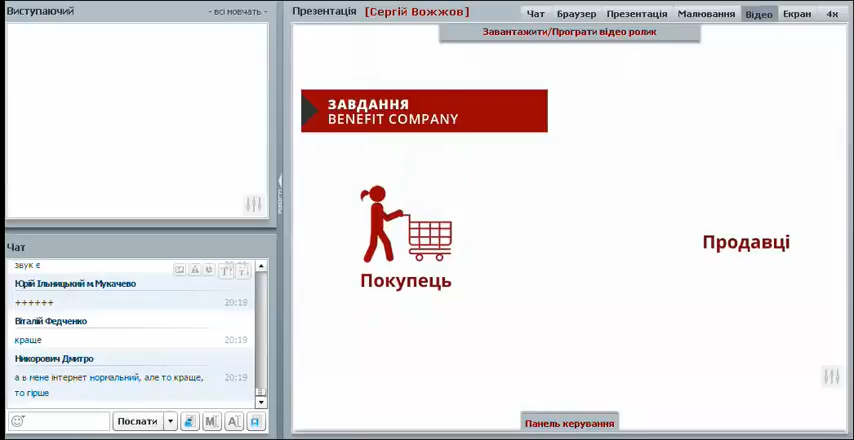 Виступаючий
- всі мовчать -
Чат
звук є
20:19
Юрій Ільницький м.Мукачево
++++++
20:19
Віталій Федченко
краще
20:19
Никорович Дмитро
а в мене інтернет нормальний, але то краще,
20:19
то гірше
Послати
Презентація
[Сергій Вожжов]
Чат
Браузер
Презентація
Малювання
Відео
Екран
4x
Завантажити/Програти відео ролик
ЗАВДАННЯ
BENEFIT COMPANY
Покупець
Продавці
Панель керування